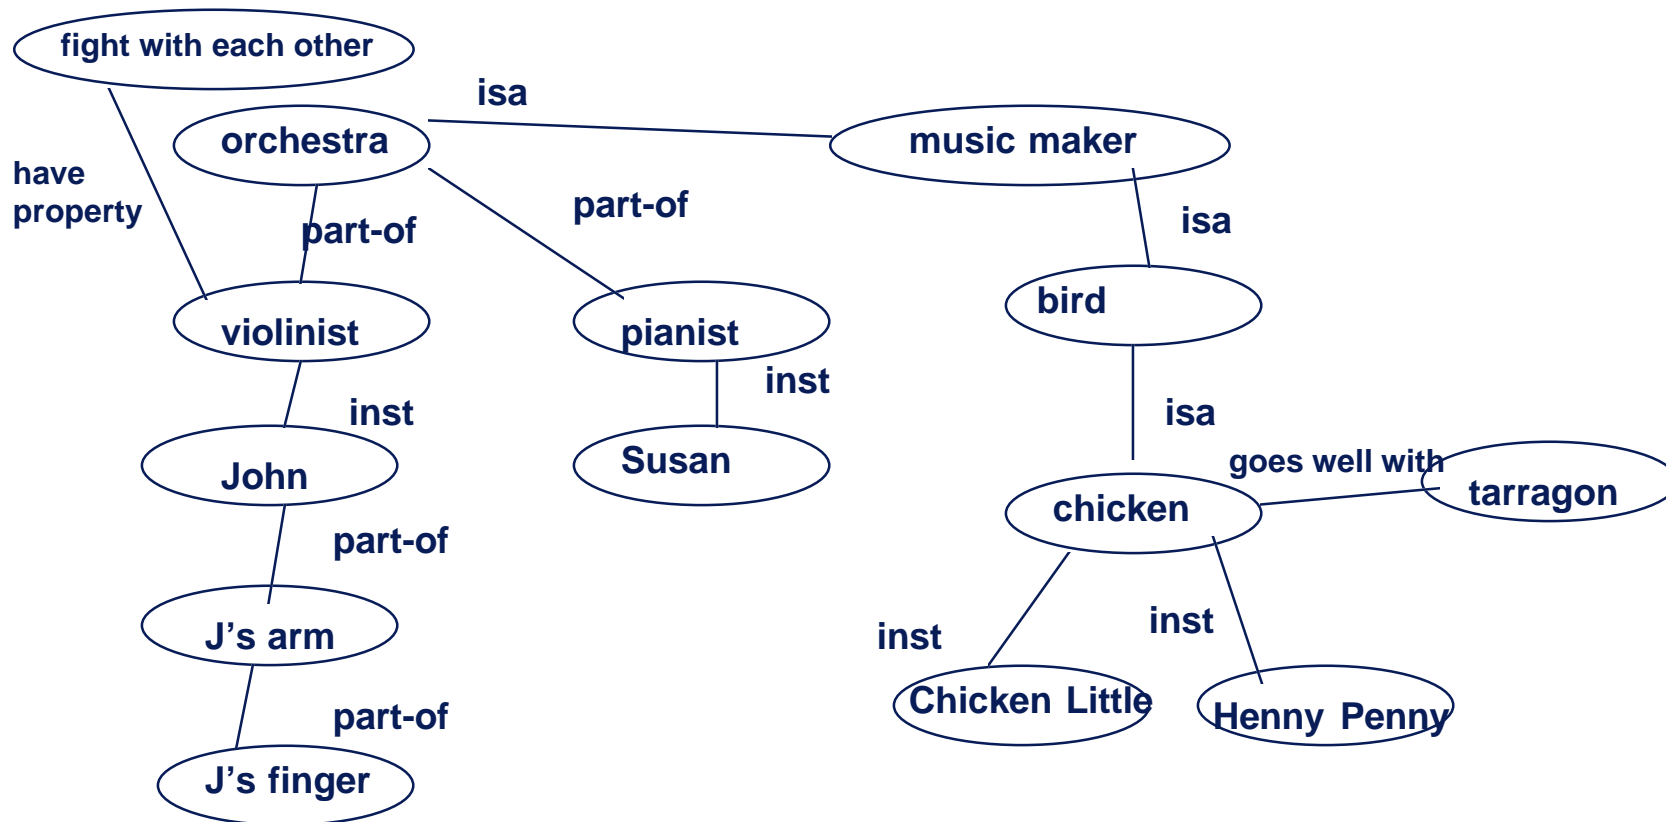 fight with each other
isa
orchestra
music maker
have
property
part-of
part-of
isa
bird
violinist
pianist
inst
inst
isa
John
Susan
goes well with
tarragon
chicken
part-of
J's arm
inst
inst
Chicken Little
Henny Penny
part-of
J's finger